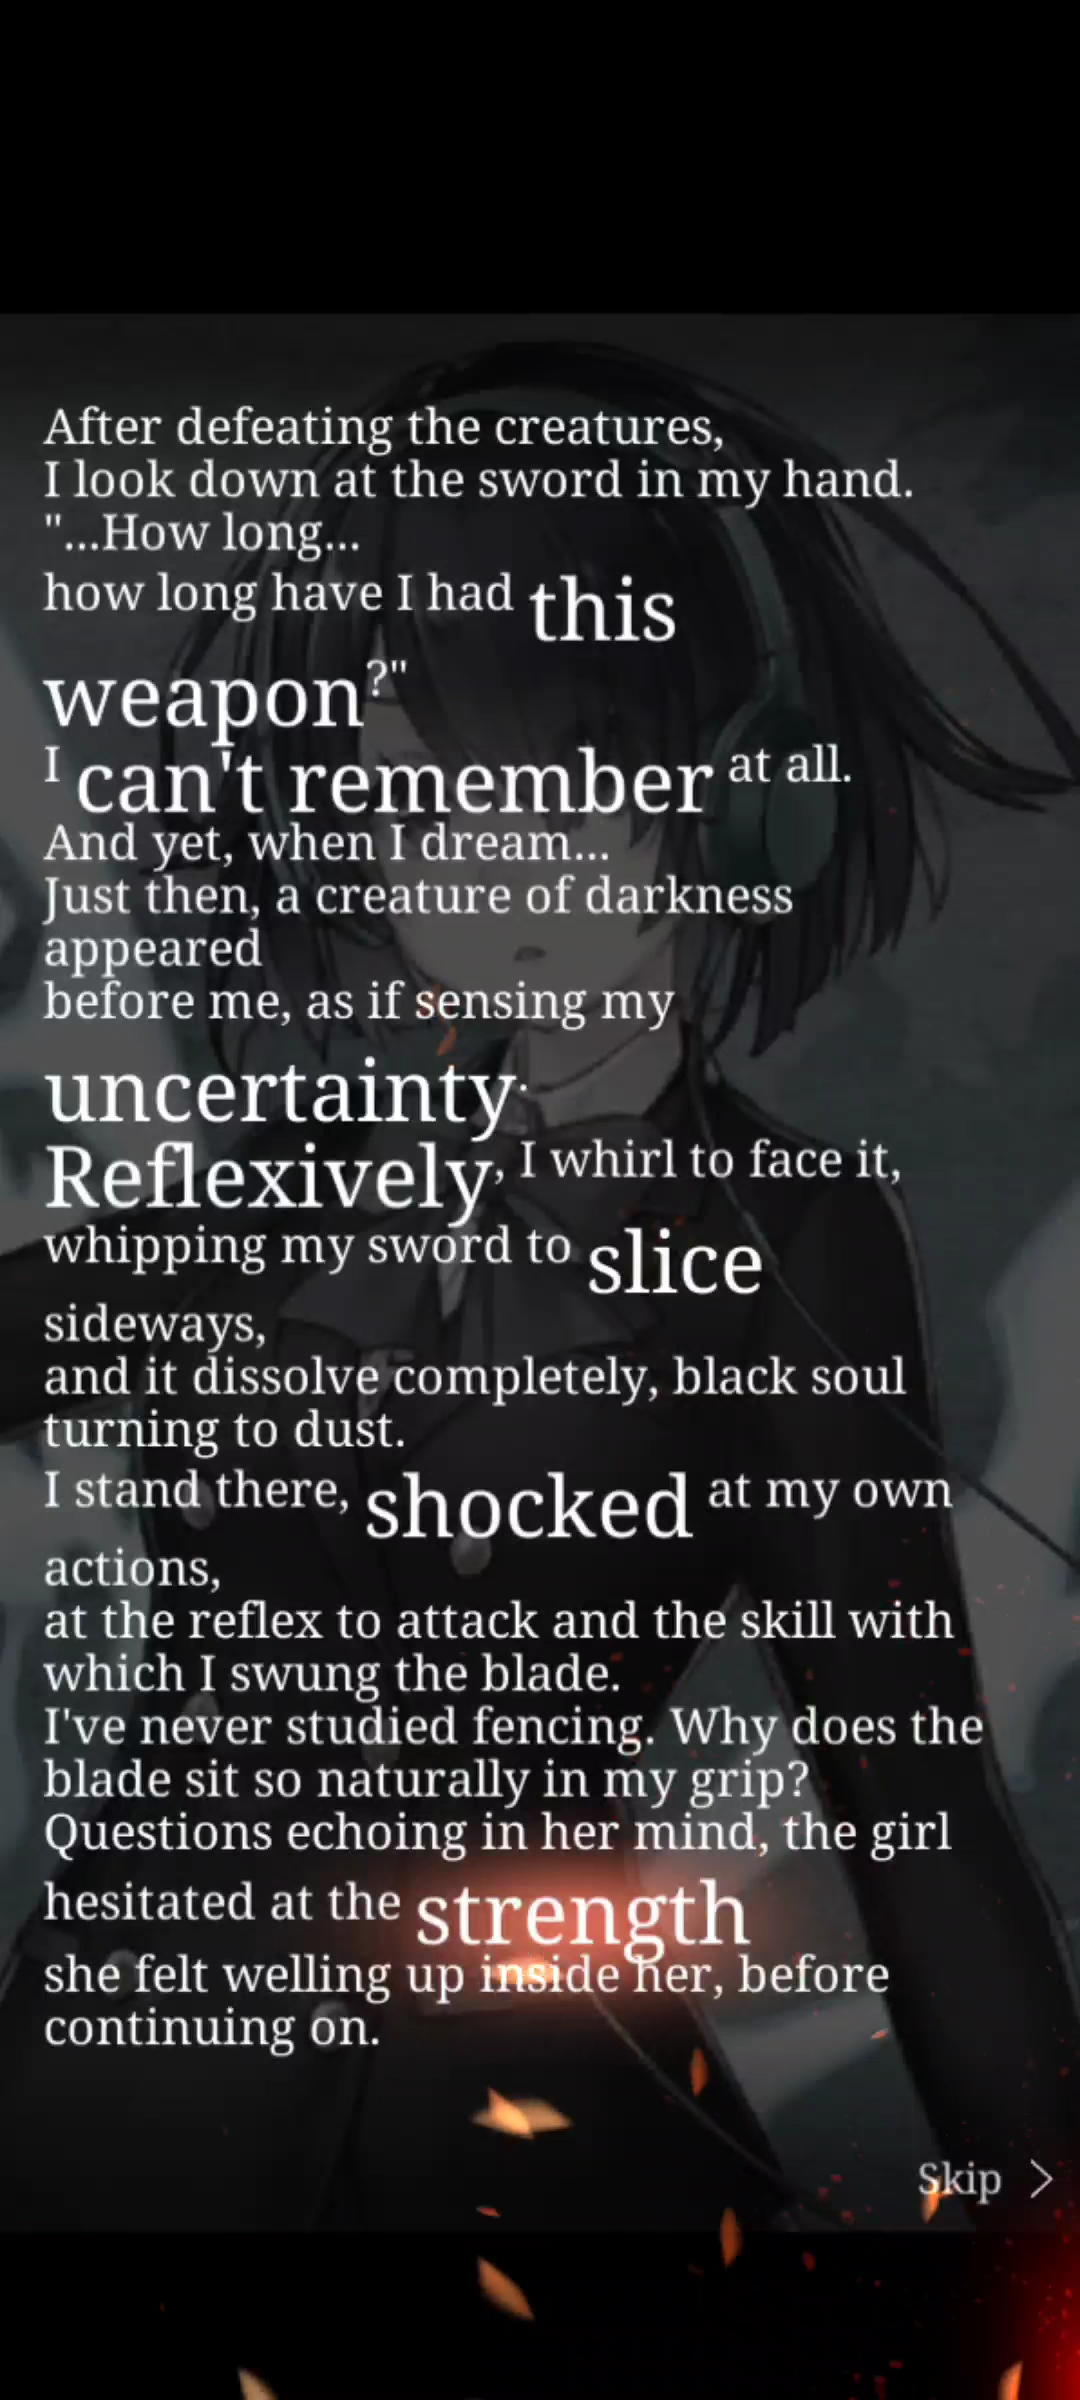 After defeating the creatures,
I look down at the sword in my hand.
"...How long...
how long have I had this
weapon?"
I can't remember at all.
And yet, when I dream...
Just then, a creature of darkness
appeared
before me, as if sensing my
uncertainty.
Reflexively, I whirl to face it,
whipping my sword to slice
sideways,
and it dissolve completely, black soul
turning to dust.
I stand there, shocked at my own
actions,
at the reflex to attack and the skill with
which I swung the blade.
I've never studied fencing. Why does the
blade sit so naturally in my grip?
Questions echoing in her mind, the girl
hesitated at the strength
she felt welling up inside her, before
continuing on.
Skip >